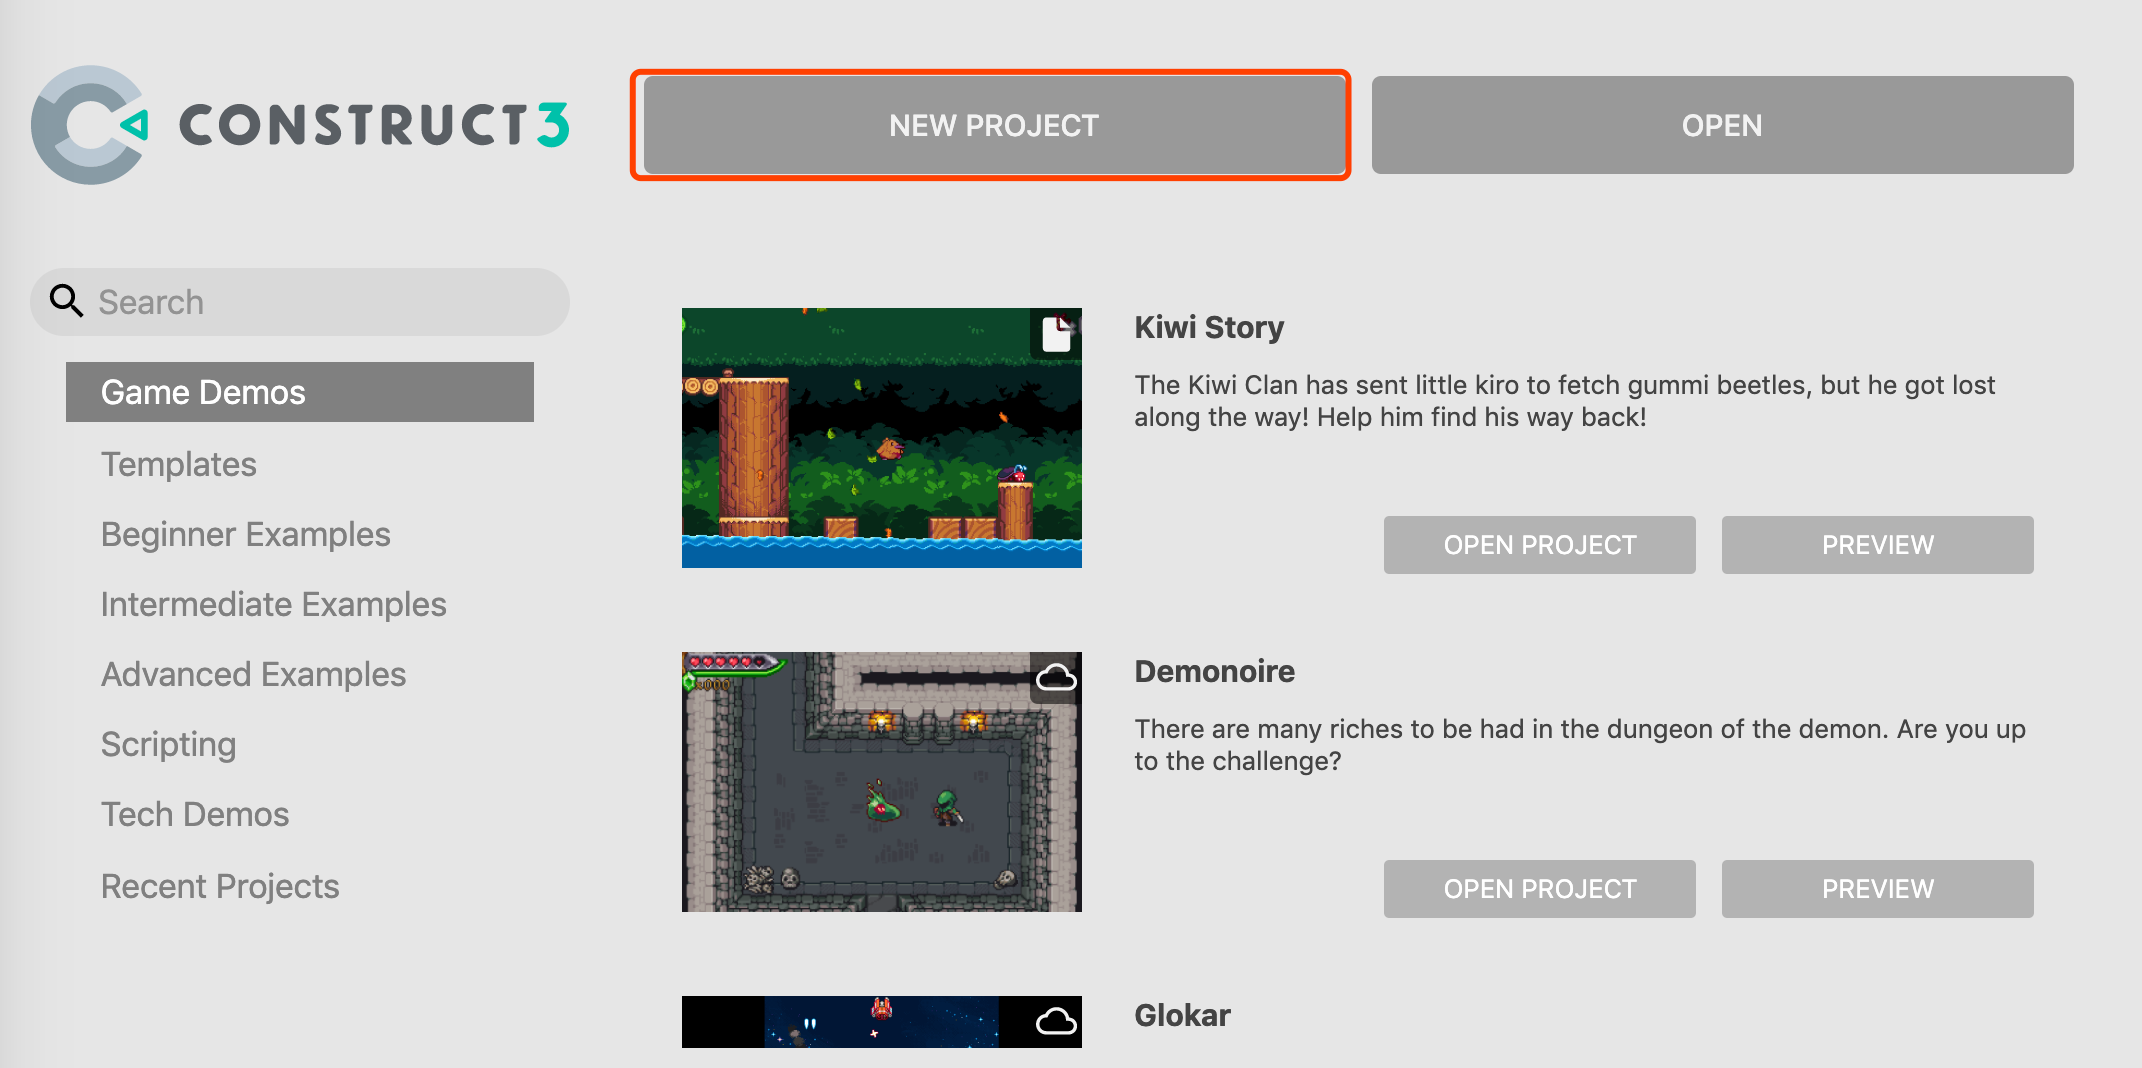 CONSTRUCT 3
NEW PROJECT
OPEN
Search
Game Demos
Templates
Beginner Examples
Intermediate Examples
Advanced Examples
Scripting
Tech Demos
Recent Projects
Kiwi Story
The Kiwi Clan has sent little kiro to fetch gummi beetles, but he got lost
along the way! Help him find his way back!
OPEN PROJECT
PREVIEW
Demonoire
There are many riches to be had in the dungeon of the demon. Are you up
to the challenge?
OPEN PROJECT
PREVIEW
Glokar